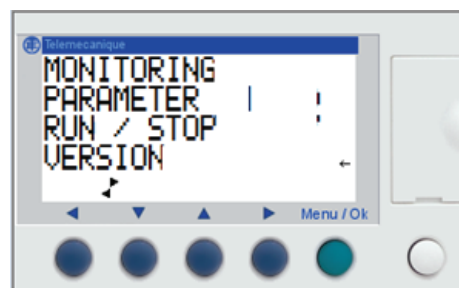 Telemecanique
MONITORING
PARAMETER
RUN / STOP
VERSION
Menu / Ok